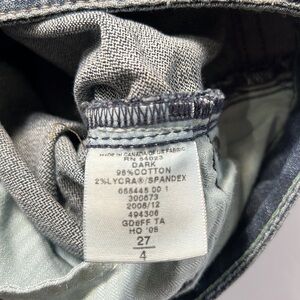 MADE IN CANADA OF US FABRIC
RN 54023
DARK
98%COTTON
2%LYCRA®/SPANDEX
655445 00 1
300673
2008/12
494306
GD6FF TA
HO '08
27
4